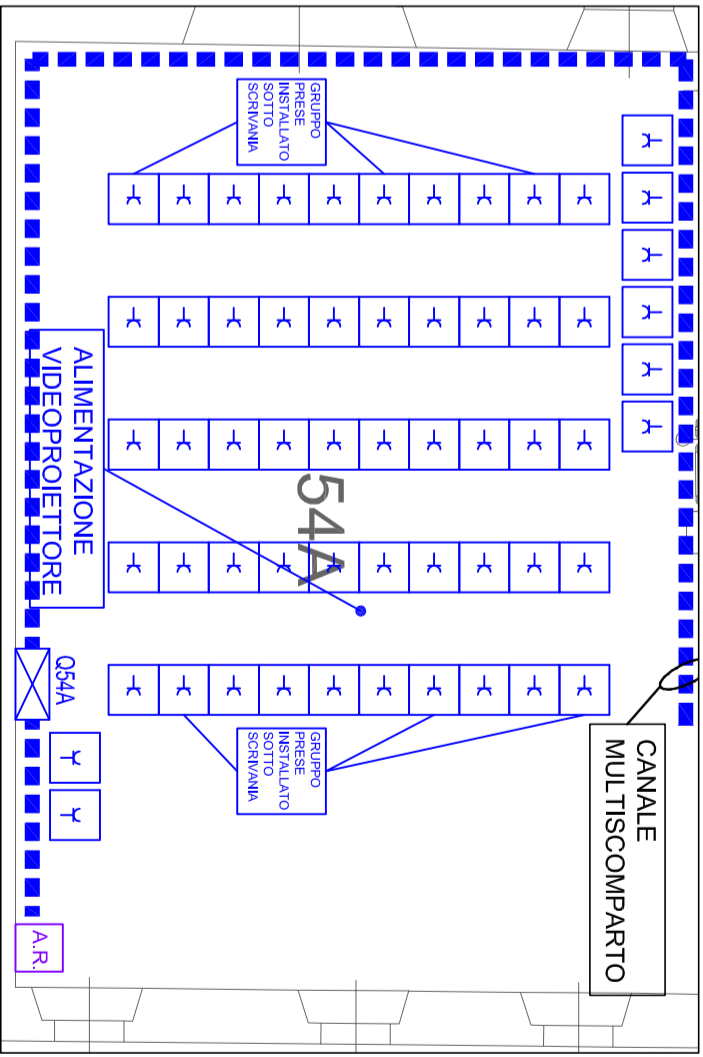 GRUPPO
PRESE
INSTALLATO
SOTTO
SCRIVANIA
ALIMENTAZIONE
VIDEOPROIETTORE
54A
Q54A
GRUPPO
PRESE
INSTALLATO
SOTTO
SCRIVANIA
CANALE
MULTISCOMPARTO
A.R.